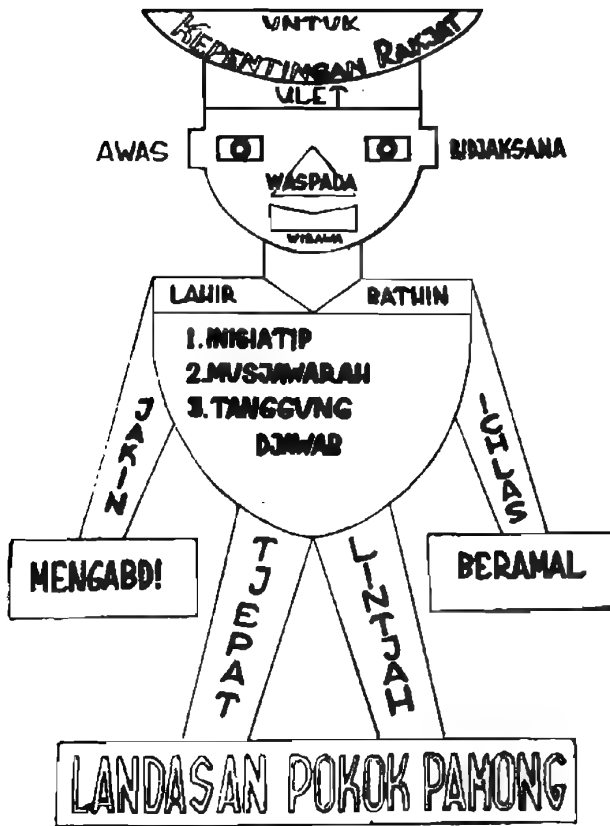 UNTUK
KEPENTINGAN RAKJAT
ULET
AWAS
BIDJAKSANA
WASPADA
WIBAWA
LAHIR BATHIN
1. INISIATIP
2. MUSJAWARAH
3. TANGGUNG
DJAWAB
JAKIN
ICHLAS
MENGABDI
BERAMAL
TJEPAT
LINTJAH
LANDASAN POKOK PAMONG